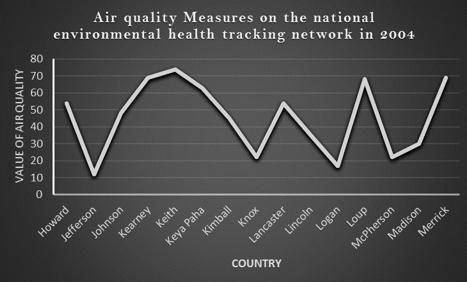 Air quality Measures on the national
environmental health tracking network in 2004
VALUE OF AIR QUALITY
80
70
60
50
40
30
20
10
0
Howard
Jefferson
Johnson
Kearney
Keith
Keya Paha
Kimball
Knox
Lancaster
Lincoln
Logan
Loup
McPherson
Madison
Merrick
COUNTRY